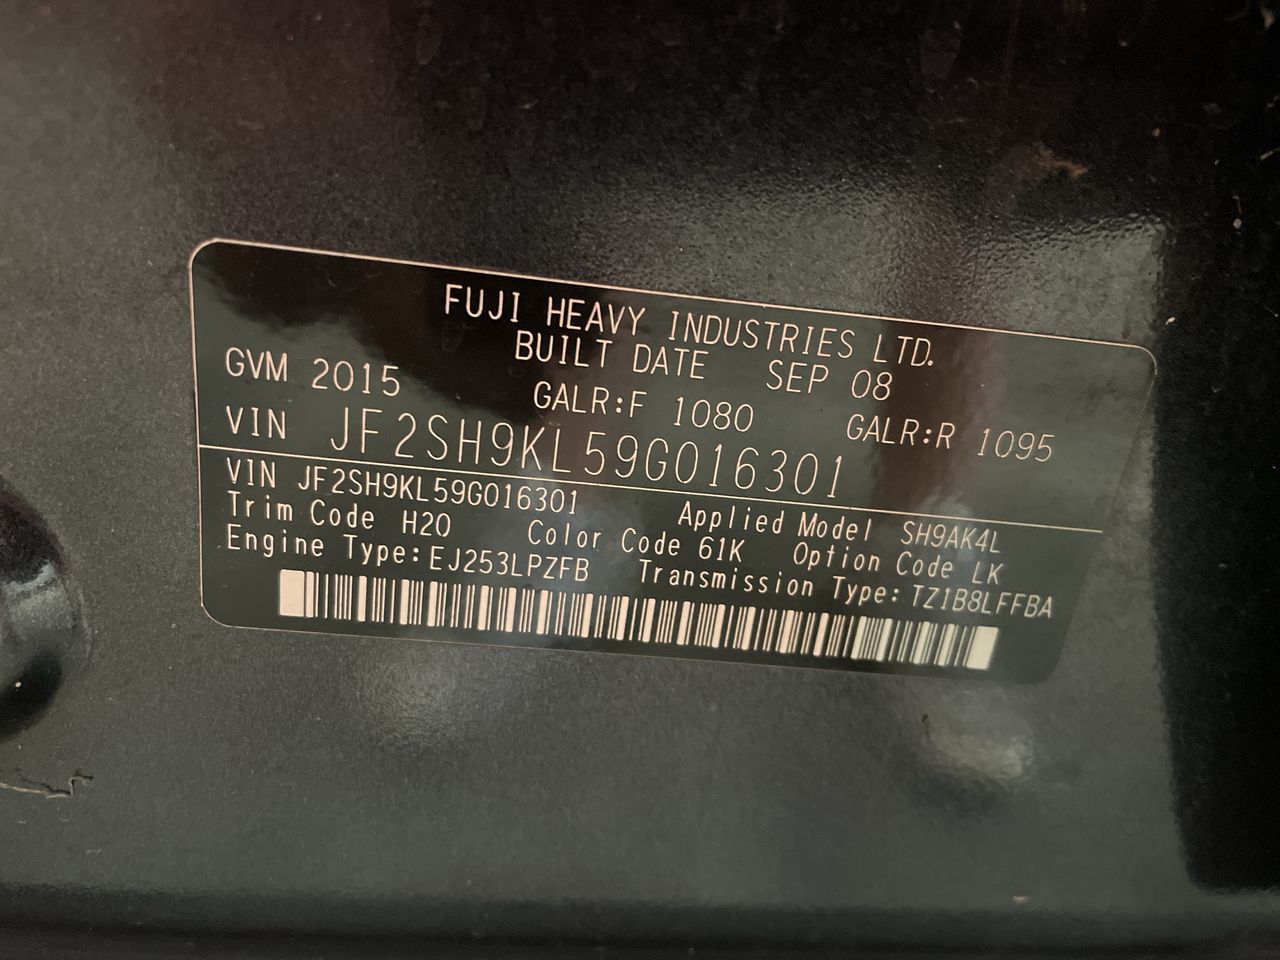 FUJI HEAVY INDUSTRIES LTD.
BUILT DATE SEP 08
GVM 2015 GALR:F 1080 GALR:R 1095
VIN JF2SH9KL59G016301
VIN JF2SH9KL59G016301 Applied Model SH9AK4L
Trim Code H20 Color Code 61K Option Code LK
Engine Type:EJ253LPZFB Transmission Type:TZ1B8LFFBA